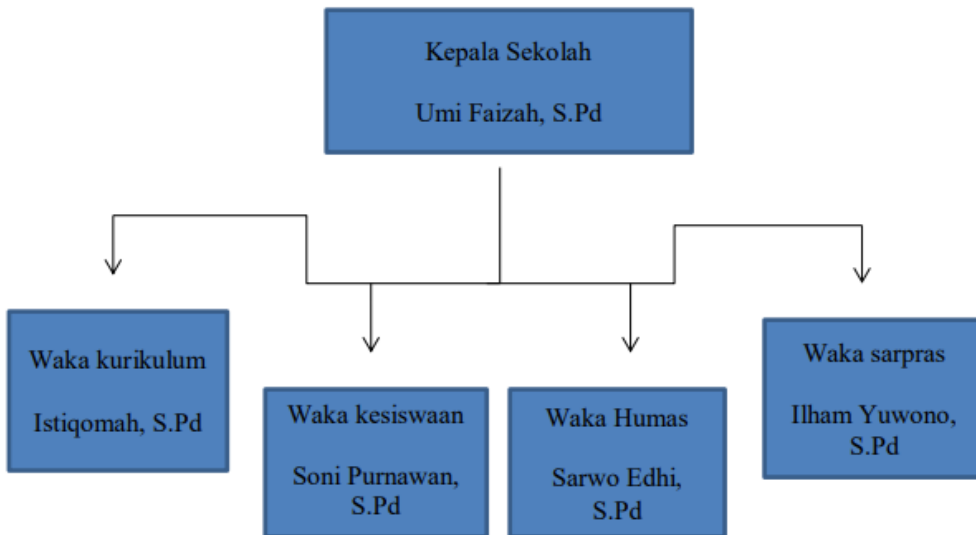 Kepala Sekolah
Umi Faizah, S.Pd
Waka kurikulum
Istiqomah, S.Pd
Waka kesiswaan
Soni Purnawan,
S.Pd
Waka Humas
Sarwo Edhi,
S.Pd
Waka sarpras
Ilham Yuwono,
S.Pd